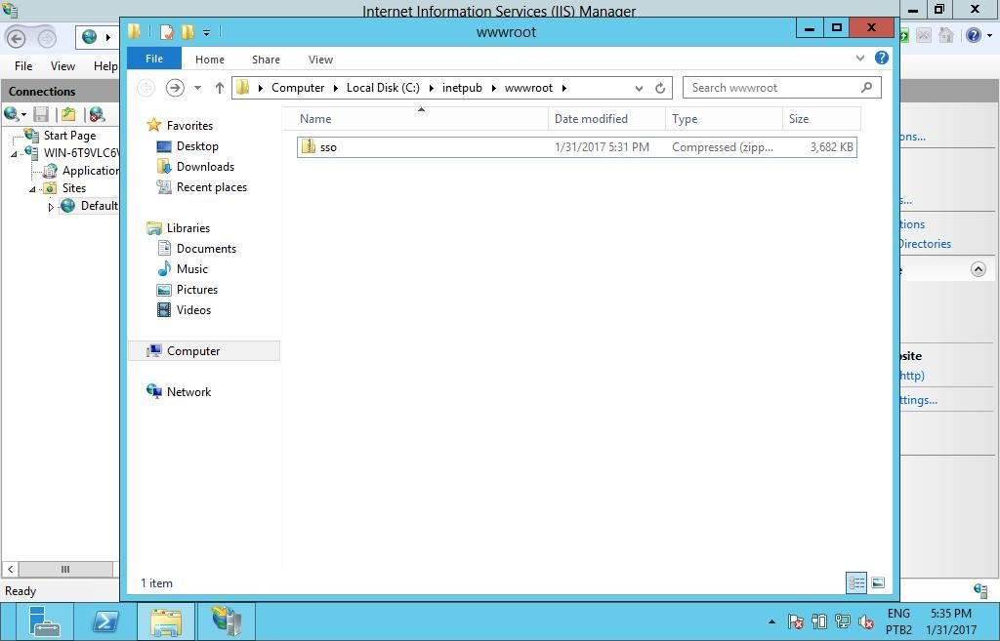 Internet Information Services (IIS) Manager
wwwroot
File View Help
File Home Share View
Computer Local Disk (C:) inetpub wwwroot
Search wwwroot
Connections
Start Page
WIN-6T9VLC6V
Application
Sites
Default
Favorites
Desktop
Downloads
Recent places
Libraries
Documents
Music
Pictures
Videos
Computer
Network
Name Date modified Type Size
sso 1/31/2017 5:31 PM Compressed (zipp... 3,682 KB
ons...
s...
tions
Directories
site
http)
ttings...
1 item
Ready
ENG 5:35 PM
PTB2 1/31/2017